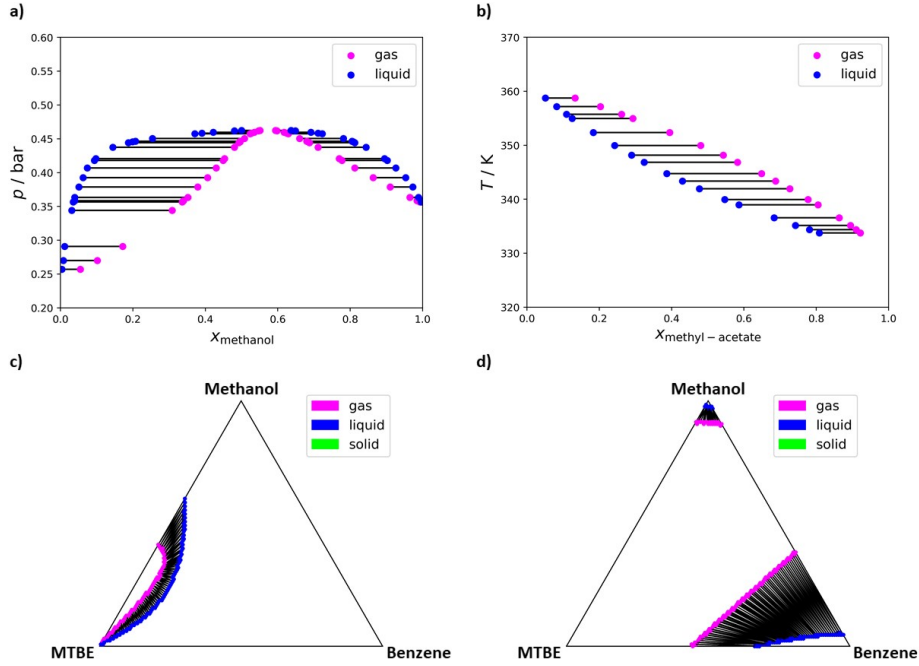 a)
0.60
0.55
0.50
0.45
0.40
0.35
0.30
0.25
0.20
p / bar
0.0 0.2 0.4 0.6 0.8 1.0
x methanol
gas
liquid
b)
370
360
350
340
330
320
T / K
0.0 0.2 0.4 0.6 0.8 1.0
x methyl − acetate
gas
liquid
c)
Methanol
gas
liquid
solid
MTBE
Benzene
d)
Methanol
gas
liquid
solid
MTBE
Benzene